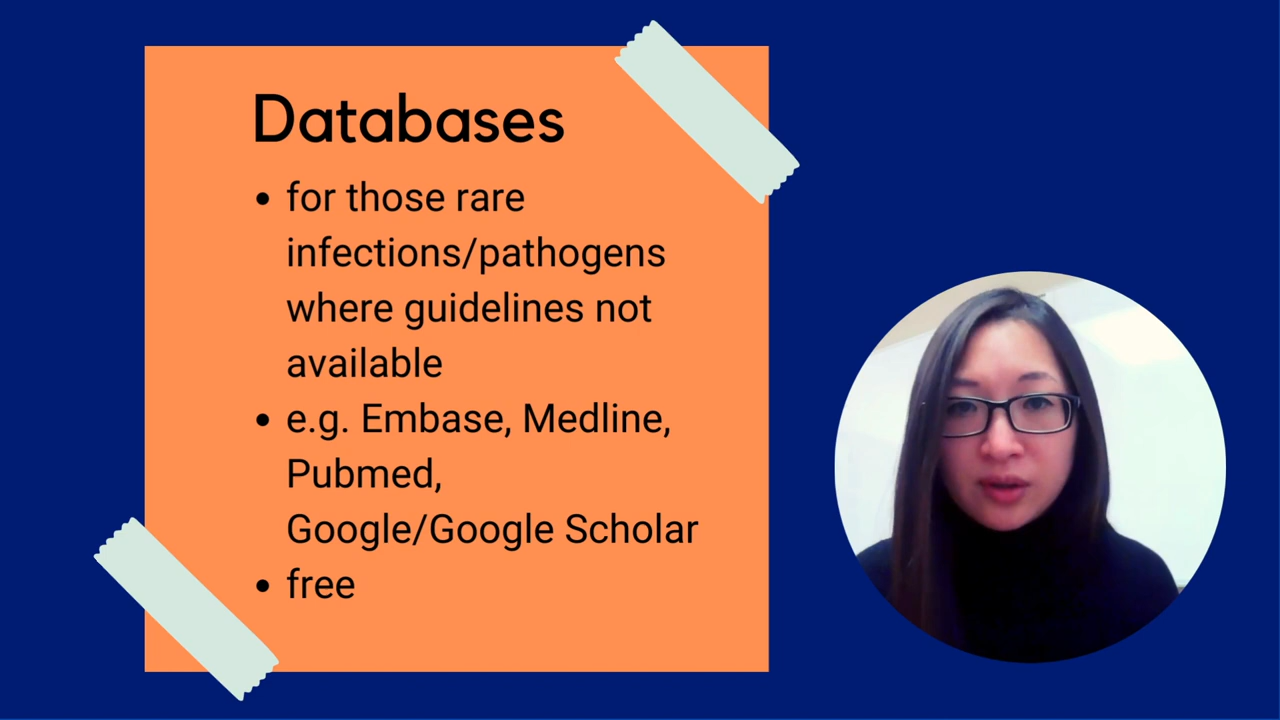 Databases
• for those rare
infections/pathogens
where guidelines not
available
• e.g. Embase, Medline,
Pubmed,
Google/Google Scholar
• free